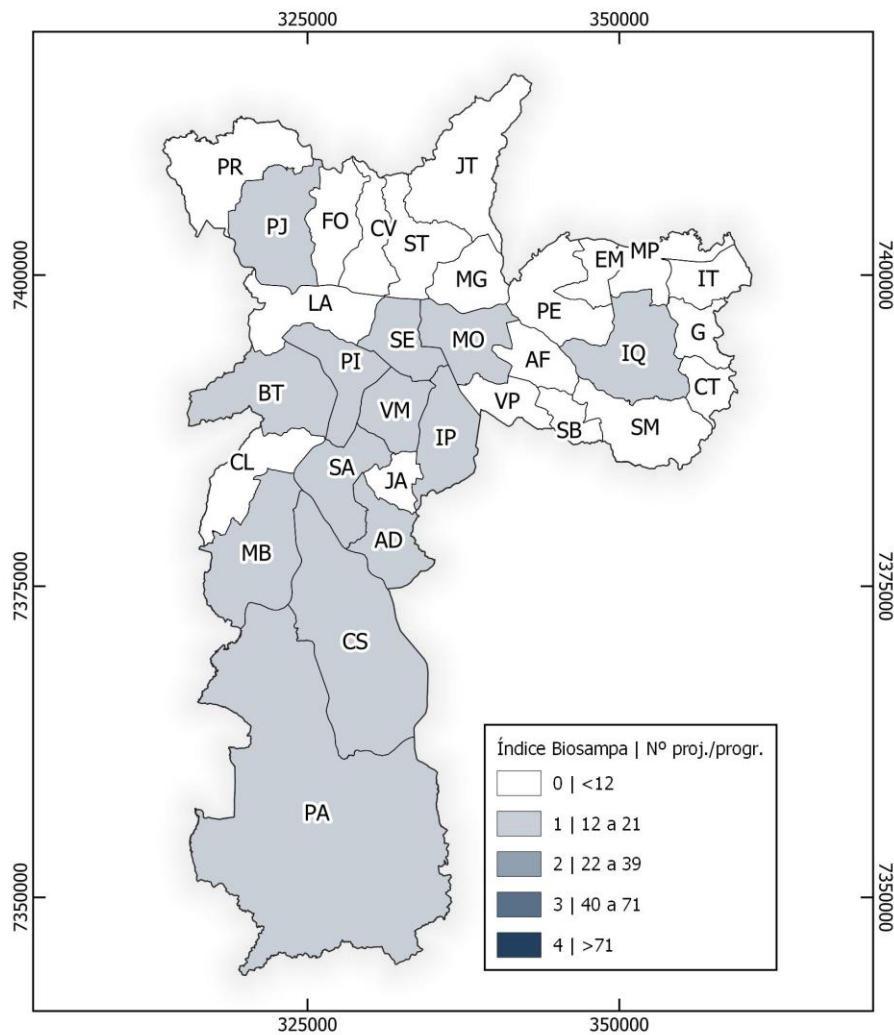 325000 350000
PR
JT
PJ FO CV ST
7400000 7400000
EM MP
MG IT
LA PE
SE MO G
PI AF IQ
BT CT
VM VP
IP SB SM
CL SA
JA
MB AD
7375000 7375000
CS
Índice Biosampa | Nº proj./progr.
0 | <12
PA
1 | 12 a 21
2 | 22 a 39
7350000 7350000
3 | 40 a 71
4 | >71
325000 350000